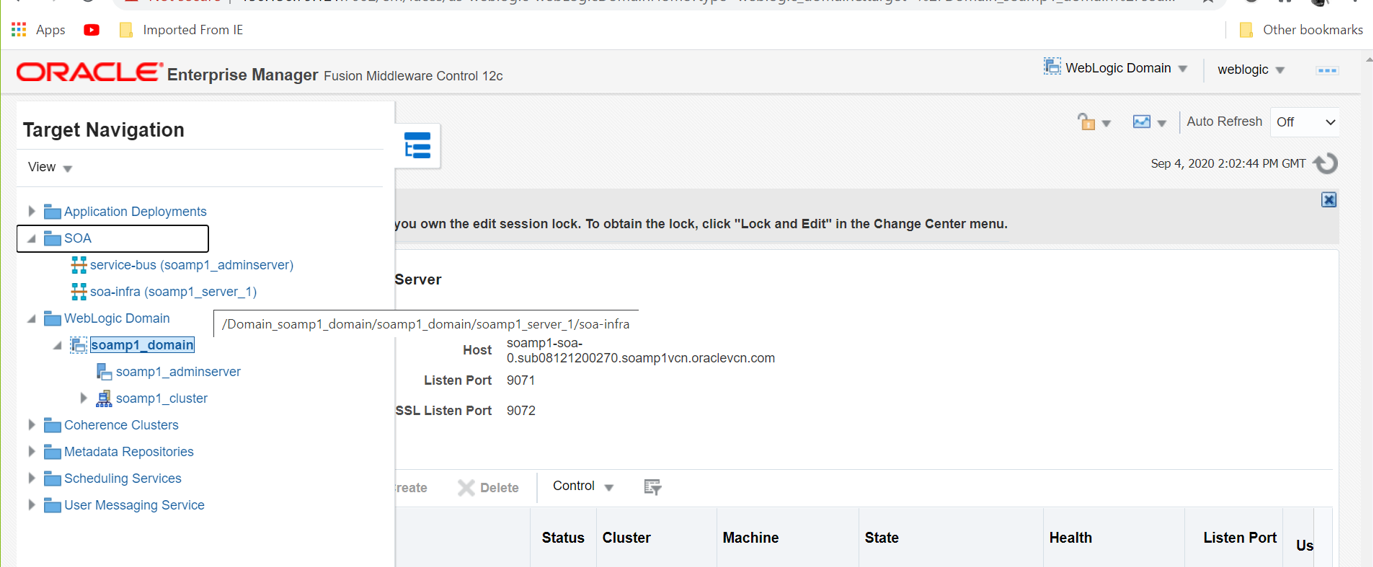 Apps
Imported From IE
Other bookmarks
ORACLE Enterprise Manager Fusion Middleware Control 12c
WebLogic Domain
weblogic
Target Navigation
View
Auto Refresh
Off
Sep 4, 2020 2:02:44 PM GMT
Application Deployments
SOA
service-bus (soamp1_adminserver)
soa-infra (soamp1_server_1)
WebLogic Domain
/Domain_soamp1_domain/soamp1_domain/soamp1_server_1/soa-infra
soamp1_domain
soamp1_adminserver
soamp1_cluster
Coherence Clusters
Metadata Repositories
Scheduling Services
User Messaging Service
you own the edit session lock. To obtain the lock, click "Lock and Edit" in the Change Center menu.
Server
Host soamp1-soa-
0.sub08121200270.soamp1vcn.oraclevcn.com
Listen Port 9071
SSL Listen Port 9072
reate Delete Control
Status Cluster Machine State Health Listen Port Us